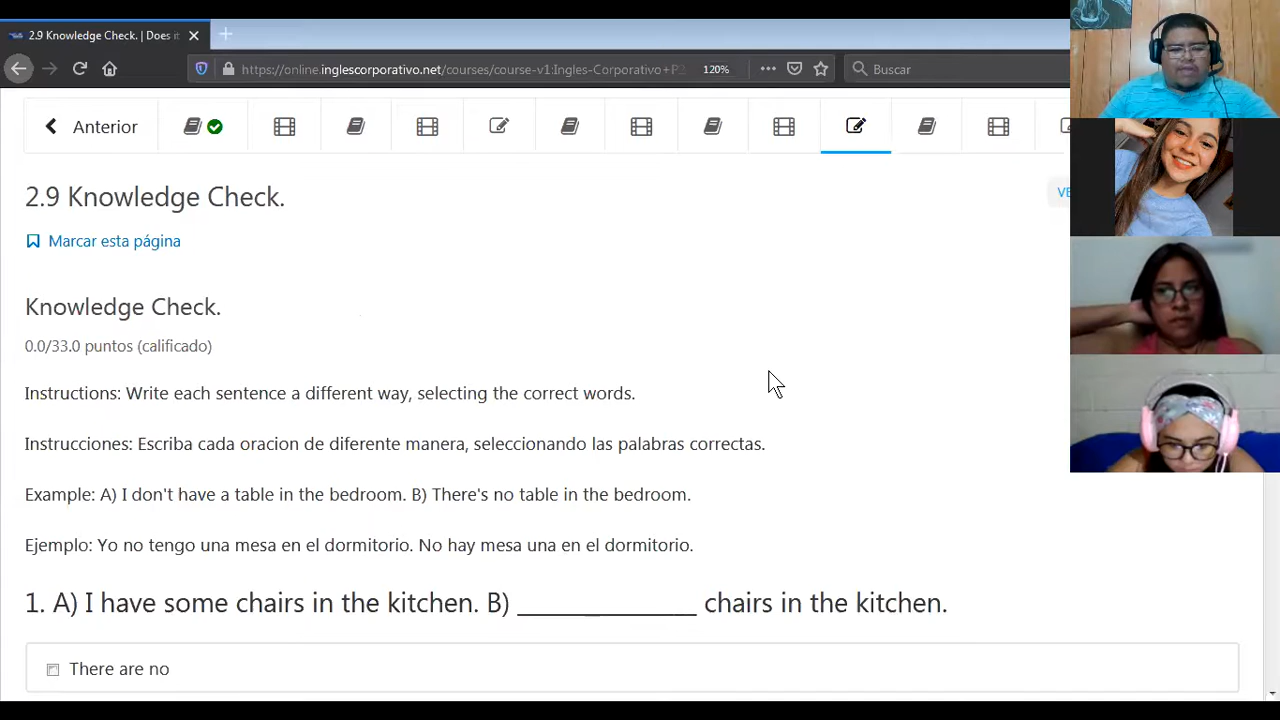 2.9 Knowledge Check. | Does it
https://online.inglescorporativo.net/courses/course-v1:Ingles-Corporativo+P
120%
Buscar
Anterior
2.9 Knowledge Check.
VE
Marcar esta página
Knowledge Check.
0.0/33.0 puntos (calificado)
Instructions: Write each sentence a different way, selecting the correct words.
Instrucciones: Escriba cada oracion de diferente manera, seleccionando las palabras correctas.
Example: A) I don't have a table in the bedroom. B) There's no table in the bedroom.
Ejemplo: Yo no tengo una mesa en el dormitorio. No hay mesa una en el dormitorio.
1. A) I have some chairs in the kitchen. B) _______________ chairs in the kitchen.
There are no